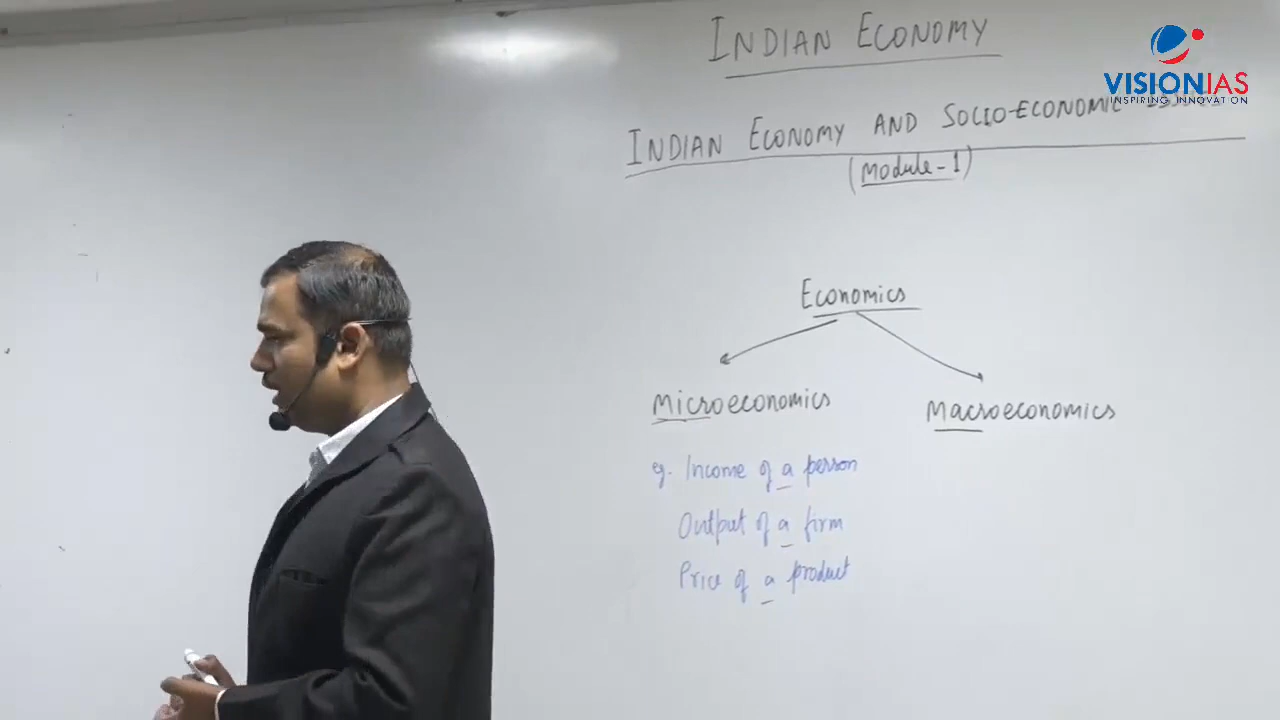 INDIAN ECONOMY
VISIONIAS
INSPIRING INNOVATION
INDIAN ECONOMY AND SOCIO-ECONOMIC
(Module-1)
Economics
Microeconomics
Macroeconomics
eg. Income of a person
Output of a firm
Price of a product